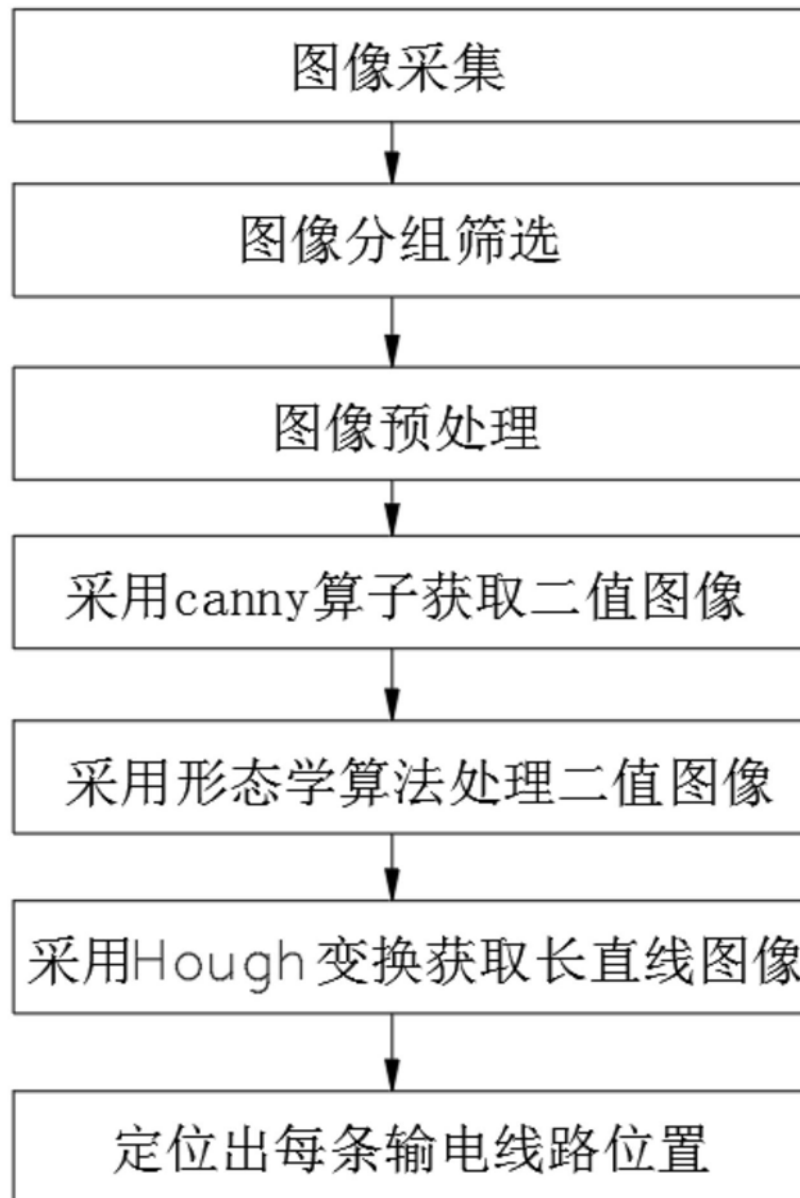 图像采集
图像分组筛选
图像预处理
采用canny算子获取二值图像
采用形态学算法处理二值图像
采用Hough变换获取长直线图像
定位出每条输电线路位置